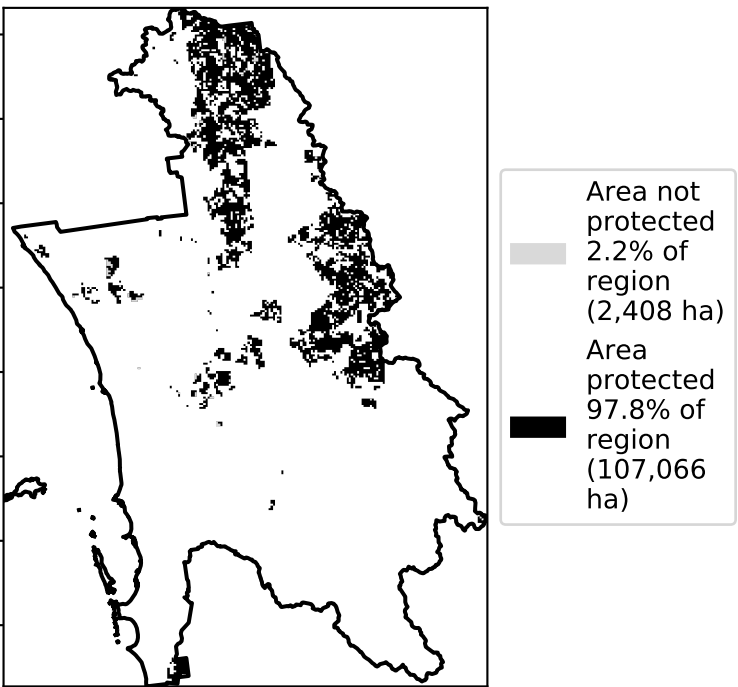 Area not
protected
2.2% of
region
(2,408 ha)
Area
protected
97.8% of
region
(107,066
ha)